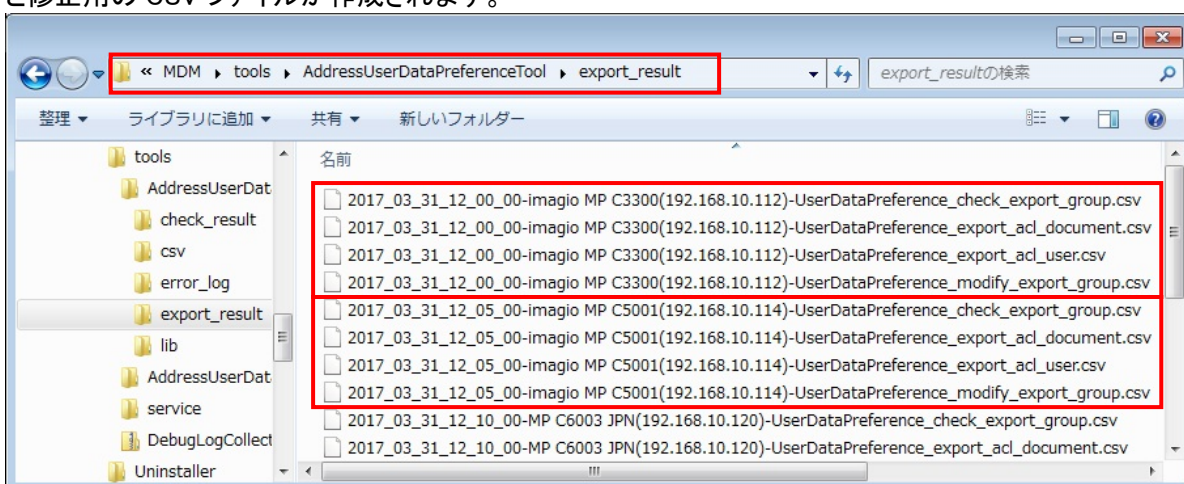 と修正用の CSV ファイルが作成されます。
« MDM ▸ tools ▸ AddressUserDataPreferenceTool ▸ export_result
export_resultの検索
整理 ▼ ライブラリに追加 ▼ 共有 ▼ 新しいフォルダー
tools
AddressUserDat
check_result
csv
error_log
export_result
lib
AddressUserDat
service
DebugLogCollect
Uninstaller
名前
2017_03_31_12_00_00-imagio MP C3300(192.168.10.112)-UserDataPreference_check_export_group.csv
2017_03_31_12_00_00-imagio MP C3300(192.168.10.112)-UserDataPreference_export_acl_document.csv
2017_03_31_12_00_00-imagio MP C3300(192.168.10.112)-UserDataPreference_export_acl_user.csv
2017_03_31_12_00_00-imagio MP C3300(192.168.10.112)-UserDataPreference_modify_export_group.csv
2017_03_31_12_05_00-imagio MP C5001(192.168.10.114)-UserDataPreference_check_export_group.csv
2017_03_31_12_05_00-imagio MP C5001(192.168.10.114)-UserDataPreference_export_acl_document.csv
2017_03_31_12_05_00-imagio MP C5001(192.168.10.114)-UserDataPreference_export_acl_user.csv
2017_03_31_12_05_00-imagio MP C5001(192.168.10.114)-UserDataPreference_modify_export_group.csv
2017_03_31_12_10_00-MP C6003 JPN(192.168.10.120)-UserDataPreference_check_export_group.csv
2017_03_31_12_10_00-MP C6003 JPN(192.168.10.120)-UserDataPreference_export_acl_document.csv